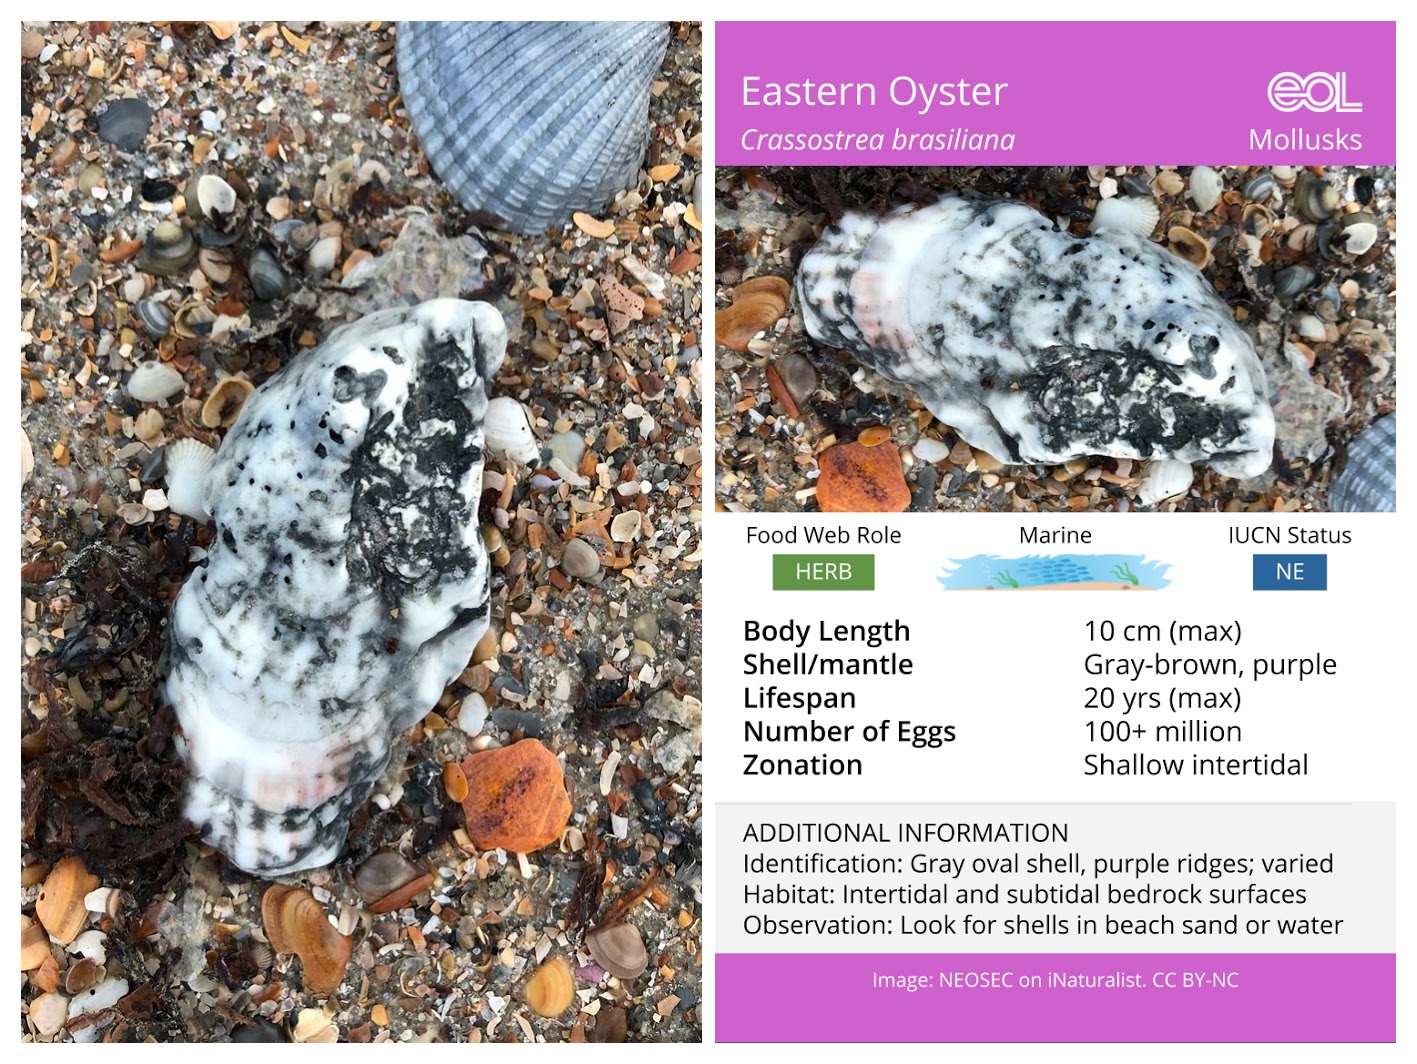 Eastern Oyster
eoL
Crassostrea brasiliana
Mollusks
Food Web Role
Marine
IUCN Status
HERB
NE
Body Length 10 cm (max)
Shell/mantle Gray-brown, purple
Lifespan 20 yrs (max)
Number of Eggs 100+ million
Zonation Shallow intertidal
ADDITIONAL INFORMATION
Identification: Gray oval shell, purple ridges; varied
Habitat: Intertidal and subtidal bedrock surfaces
Observation: Look for shells in beach sand or water
Image: NEOSEC on iNaturalist. CC BY-NC